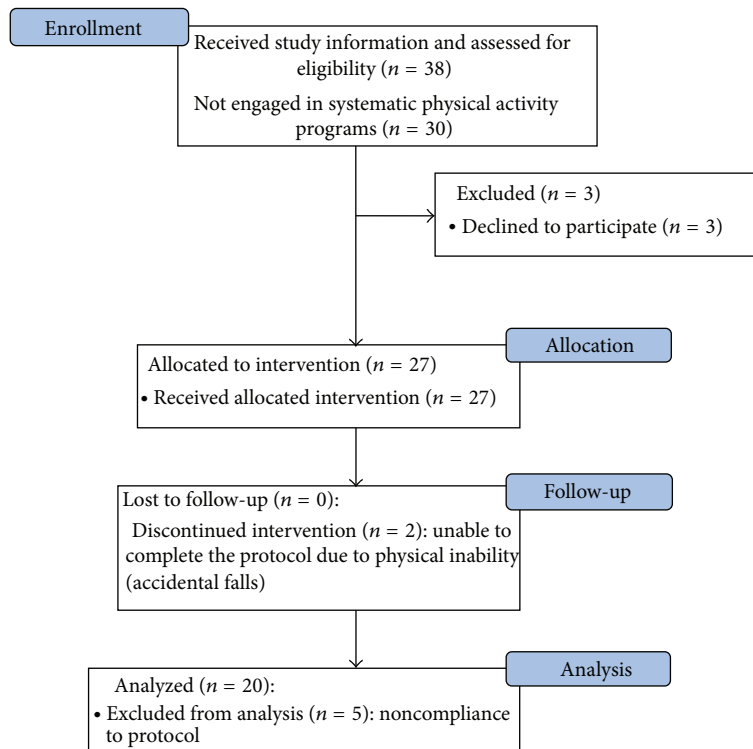 Enrollment
Received study information and assessed for
eligibility (n = 38)
Not engaged in systematic physical activity
programs (n = 30)
Excluded (n = 3)
• Declined to participate (n = 3)
Allocation
Allocated to intervention (n = 27)
• Received allocated intervention (n = 27)
Follow-up
Lost to follow-up (n = 0):
Discontinued intervention (n = 2): unable to
complete the protocol due to physical inability
(accidental falls)
Analysis
Analyzed (n = 20):
• Excluded from analysis (n = 5): noncompliance
to protocol